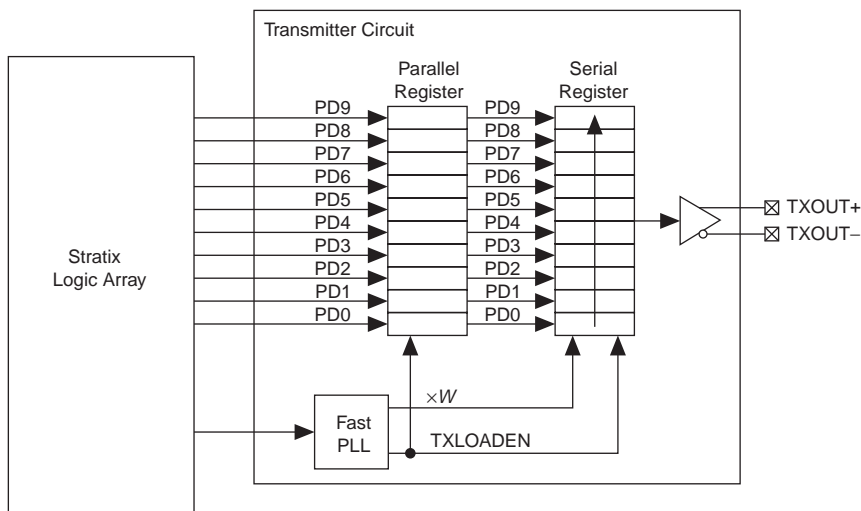 Transmitter Circuit
Parallel
Register
Serial
Register
PD9
PD8
PD7
PD6
PD5
PD4
PD3
PD2
PD1
PD0
PD9
PD8
PD7
PD6
PD5
PD4
PD3
PD2
PD1
PD0
Stratix
Logic Array
TXOUT+
TXOUT−
×W
Fast
PLL
TXLOADEN